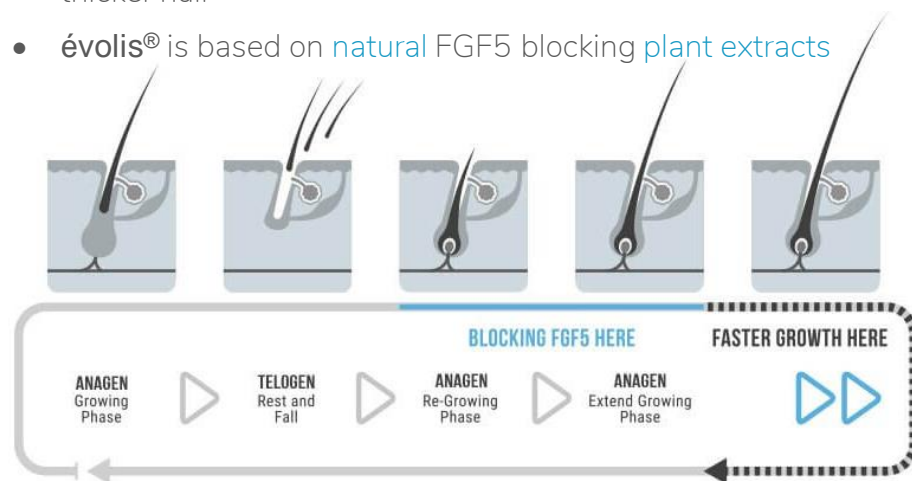 • évolis® is based on natural FGF5 blocking plant extracts
BLOCKING FGF5 HERE
FASTER GROWTH HERE
ANAGEN
Growing
Phase
TELOGEN
Rest and
Fall
ANAGEN
Re-Growing
Phase
ANAGEN
Extend Growing
Phase